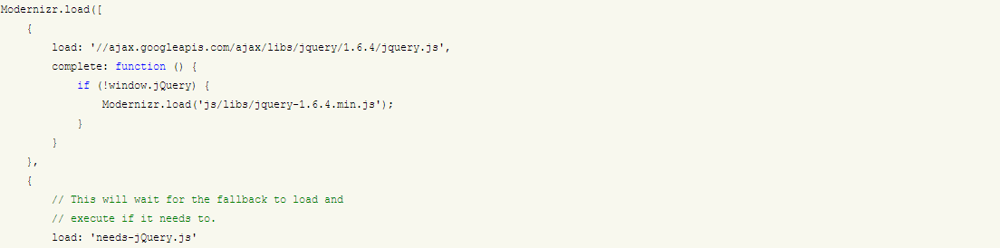 Modernizr.load([
    {
        load: '//ajax.googleapis.com/ajax/libs/jquery/1.6.4/jquery.js',
        complete: function () {
            if (!window.jQuery) {
                Modernizr.load('js/libs/jquery-1.6.4.min.js');
            }
        }
    },
    {
        // This will wait for the fallback to load and
        // execute if it needs to.
        load: 'needs-jQuery.js'